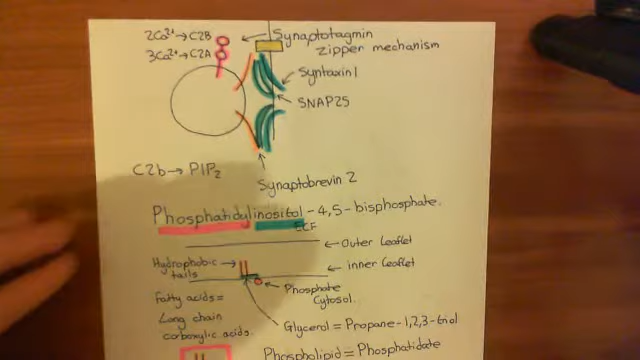 2Ca²⁺→C2B
Synaptotagmin
3Ca²⁺→C2A
zipper mechanism
Syntaxin1
SNAP25
C2b→PIP₂
Synaptobrevin 2
Phosphatidylinositol-4,5-bisphosphate.
ECF
Outer Leaflet
Hydrophobic tails
inner Leaflet
Phosphate
Cytosol.
Fatty acids=
Long chain
carboxylic acids.
Glycerol = Propane-1,2,3-triol
Phospholipid = Phosphatidate